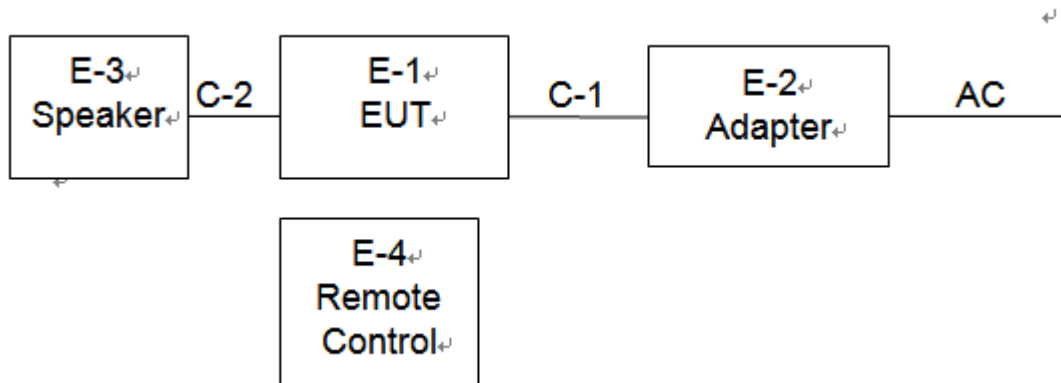 E-3
Speaker
C-2
E-1
EUT
C-1
E-2
Adapter
AC
E-4
Remote
Control